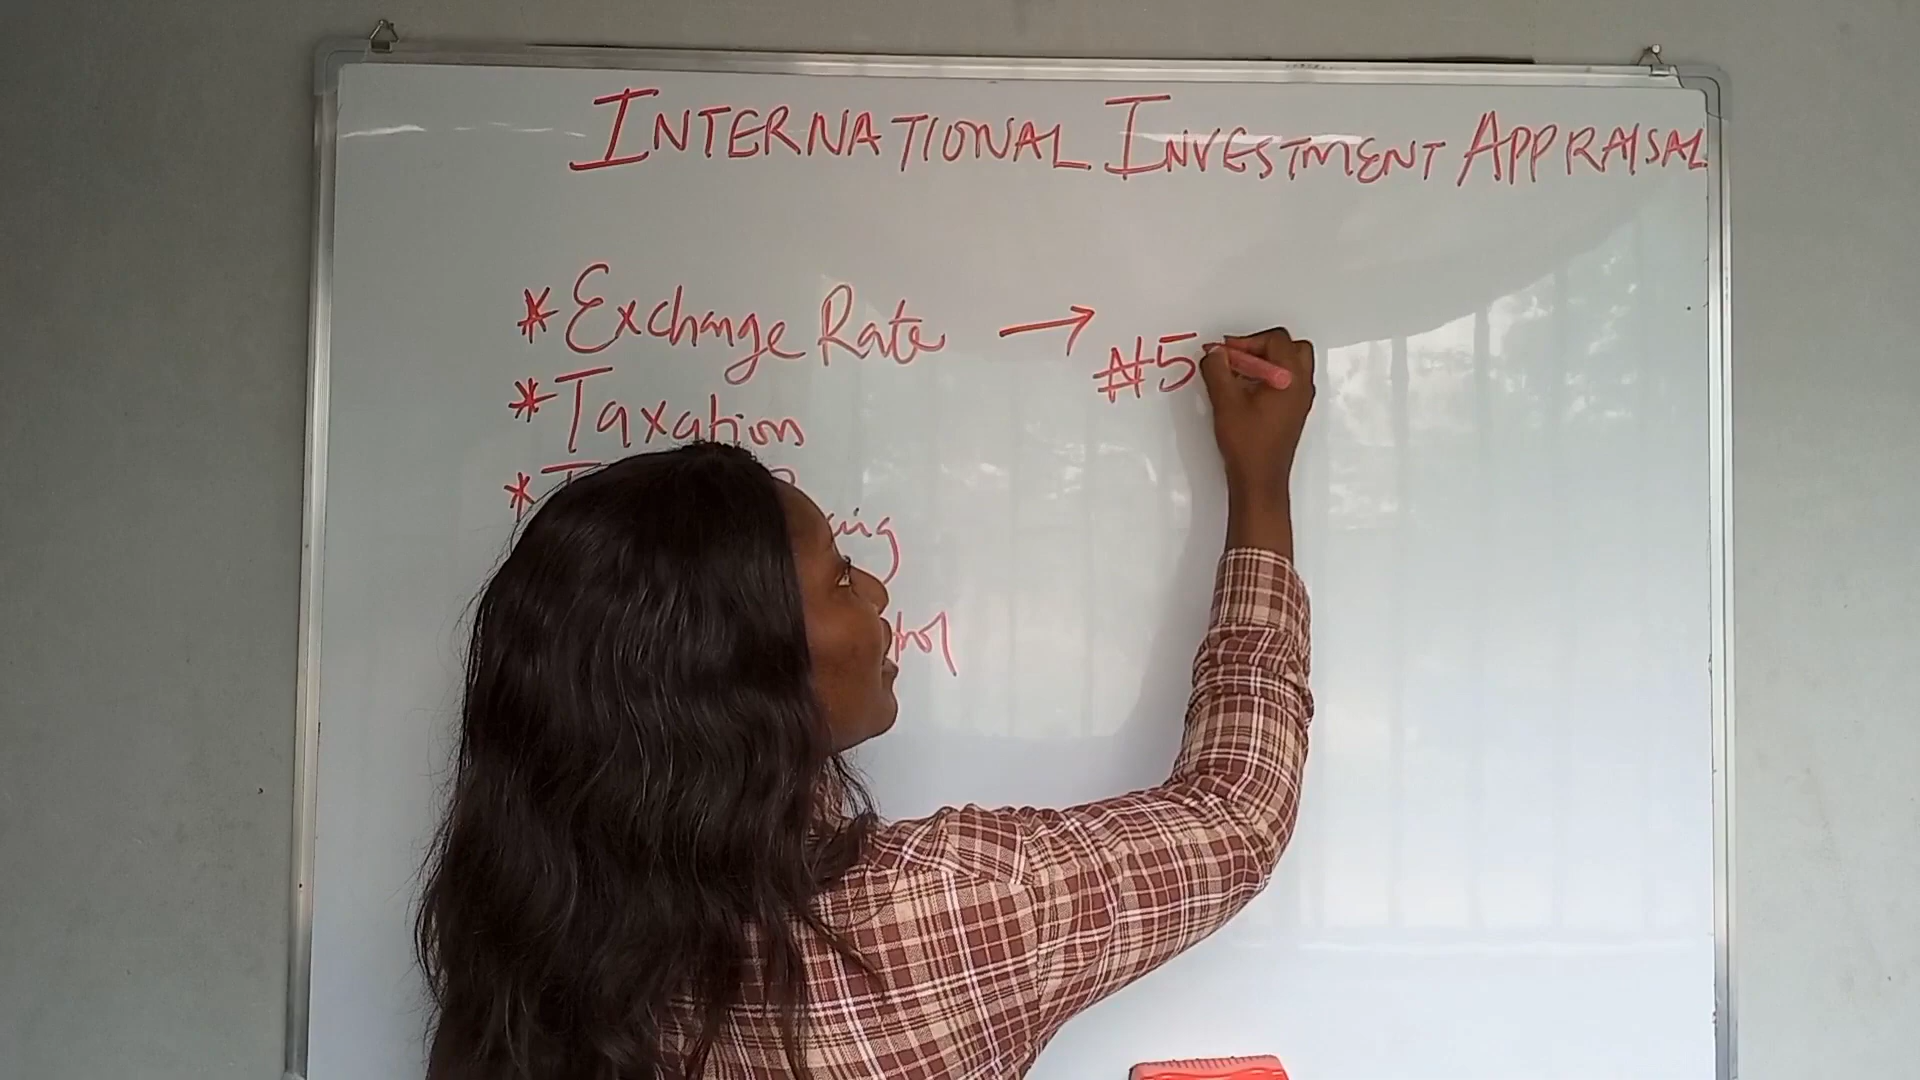 INTERNATIONAL INVESTMENT APPRAISAL
* Exchange Rate → ₦5
* Taxation
*